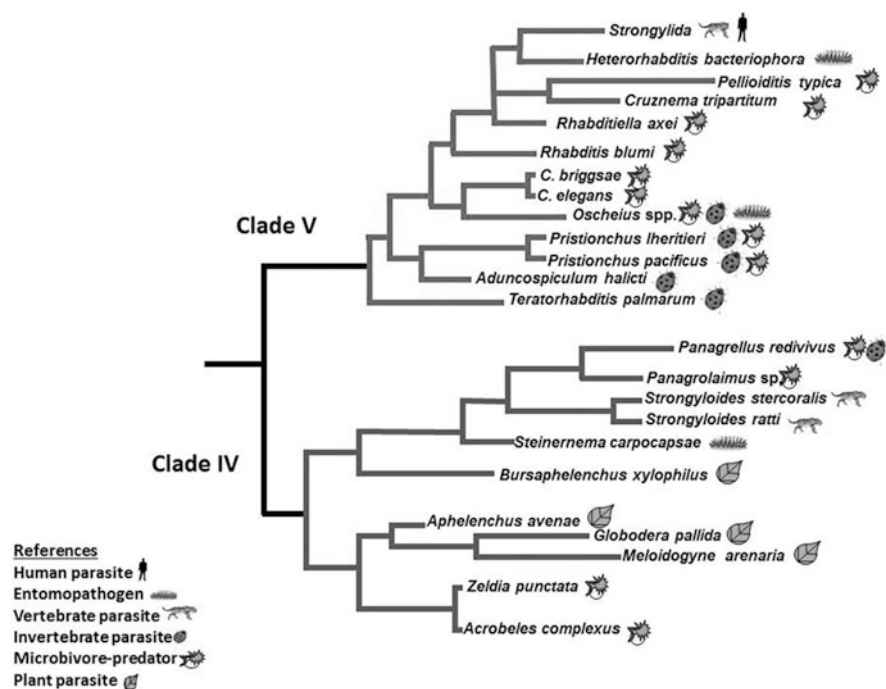 Strongylida
Heterorhabditis bacteriophora
Pellioiditis typica
Cruznema tripartitum
Rhabditiella axei
Rhabditis blumi
C. briggsae
C. elegans
Oscheius spp.
Pristionchus lheritieri
Pristionchus pacificus
Aduncospiculum halicti
Teratorhabditis palmarum
Clade V
Panagrellus redivivus
Panagrolaimus sp.
Strongyloides stercoralis
Strongyloides ratti
Steinernema carpocapsae
Bursaphelenchus xylophilus
Clade IV
Aphelenchus avenae
Globodera pallida
Meloidogyne arenaria
Zeldia punctata
Acrobeles complexus
References
Human parasite
Entomopathogen
Vertebrate parasite
Invertebrate parasite
Microbivore-predator
Plant parasite